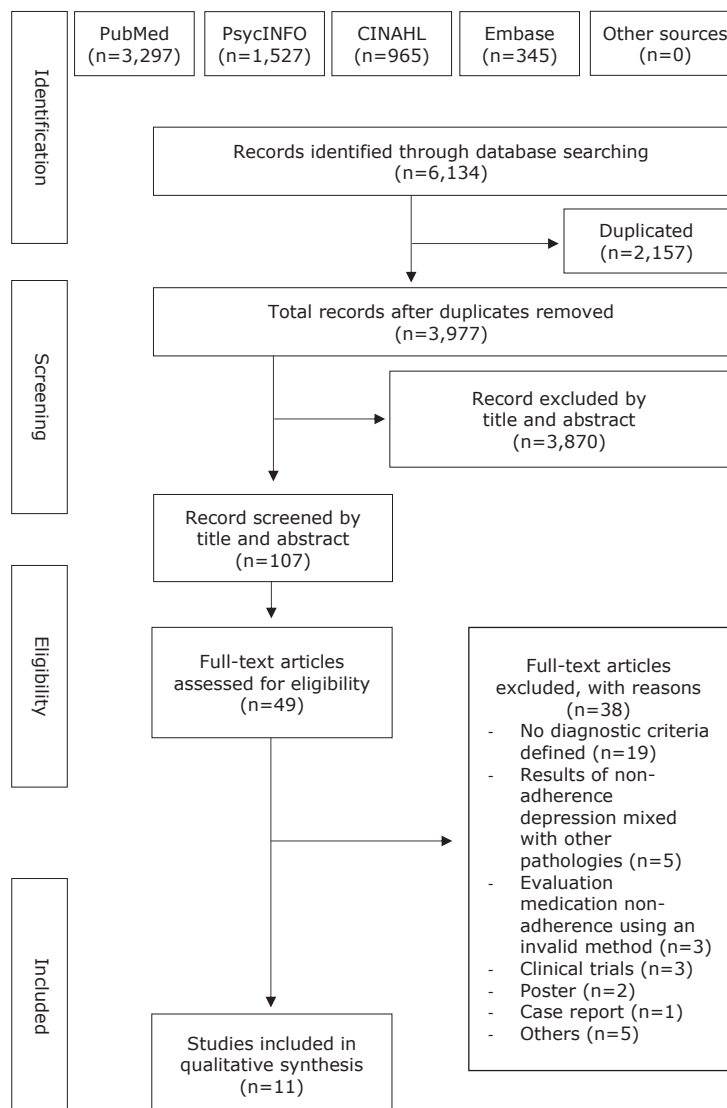 PubMed
(n=3,297)
PsycINFO
(n=1,527)
CINAHL
(n=965)
Embase
(n=345)
Other sources
(n=0)
Identification
Records identified through database searching
(n=6,134)
Duplicated
(n=2,157)
Screening
Total records after duplicates removed
(n=3,977)
Record excluded by
title and abstract
(n=3,870)
Record screened by
title and abstract
(n=107)
Eligibility
Full-text articles
assessed for eligibility
(n=49)
Full-text articles
excluded, with reasons
(n=38)
- No diagnostic criteria
defined (n=19)
- Results of non-
adherence
depression mixed
with other
pathologies (n=5)
- Evaluation
medication non-
adherence using an
invalid method (n=3)
- Clinical trials (n=3)
- Poster (n=2)
- Case report (n=1)
- Others (n=5)
Included
Studies included in
qualitative synthesis
(n=11)